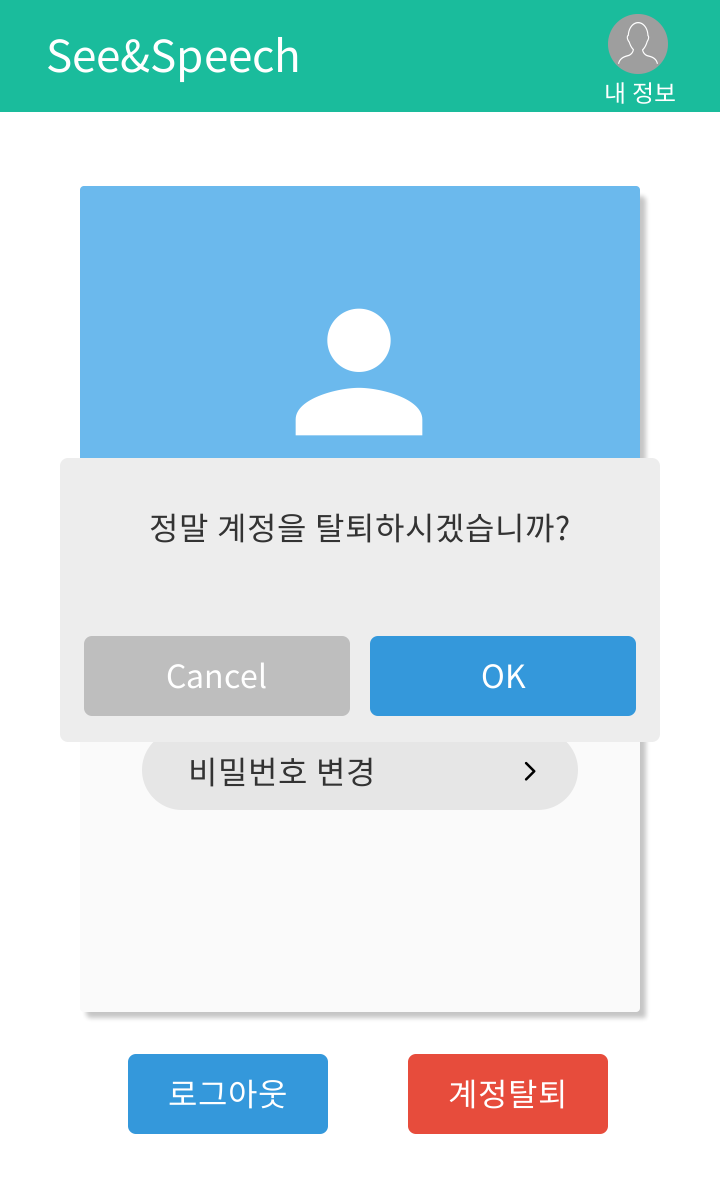 See&Speech
내 정보
정말 계정을 탈퇴하시겠습니까?
Cancel
OK
비밀번호 변경
로그아웃
계정탈퇴